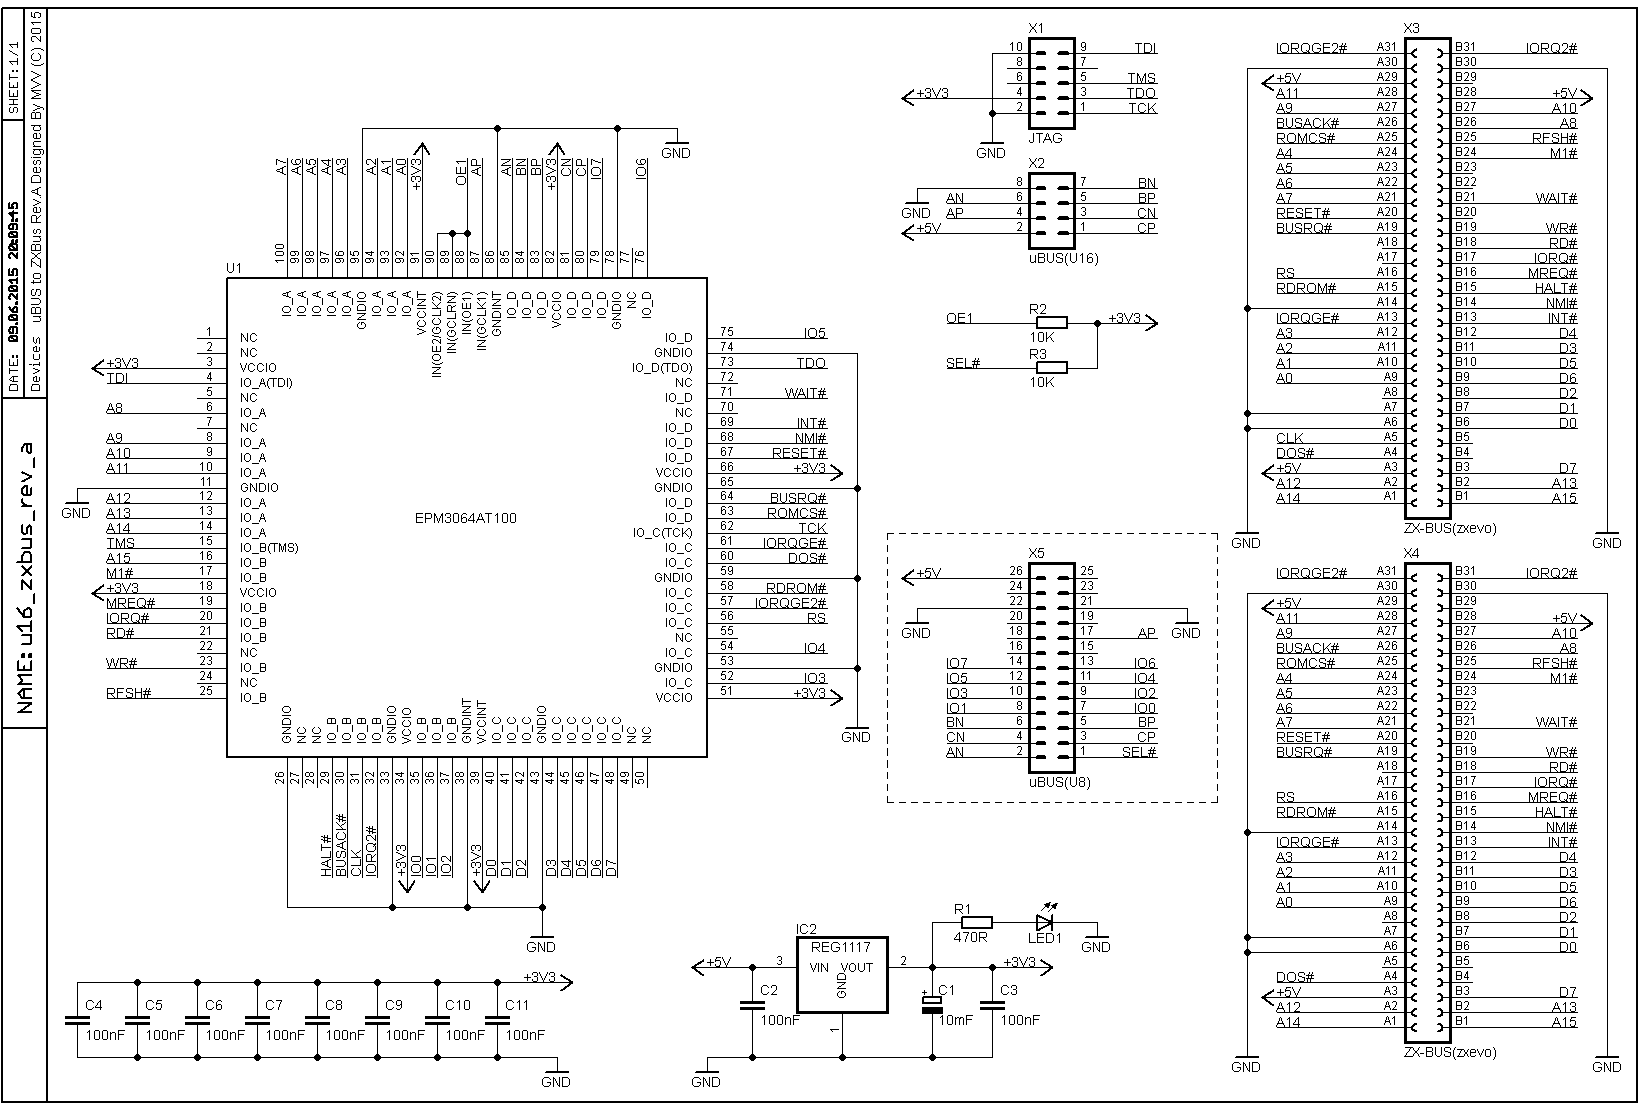 SHEET: 1/1
DATE: 09.06.2015 20:09:45
Devices uBUS to ZXBus Rev.A Designed By MVV (C) 2015
NAME: u16_zxbus_rev_a
U1
EPM3064AT100
A7 A6 A5 A4 A3 A2 A1 A0 +3V3 OE1 AP AN BN BP +3V3 CN CP IO7 IO6
GND
100 99 98 97 96 95 94 93 92 91 90 89 88 87 86 85 84 83 82 81 80 79 78 77 76
IO_A IO_A IO_A IO_A IO_A GNDIO IO_A IO_A IO_A VCCINT IN(OE2/GCLK2) IN(GCLRN) IN(OE1) IN(GCLK1) GNDINT IO_D IO_D IO_D VCCIO IO_D IO_D IO_D GNDIO NC IO_D
1 NC
2 NC
+3V3 3 VCCIO
TDI 4 IO_A(TDI)
5 NC
A8 6 IO_A
7 NC
A9 8 IO_A
A10 9 IO_A
A11 10 IO_A
GND 11 GNDIO
A12 12 IO_A
A13 13 IO_A
A14 14 IO_A
TMS 15 IO_B(TMS)
A15 16 IO_B
M1# 17 IO_B
+3V3 18 VCCIO
MREQ# 19 IO_B
IORQ# 20 IO_B
RD# 21 IO_B
22 NC
WR# 23 IO_B
24 NC
RFSH# 25 IO_B
IO_D 75 IO5
GNDIO 74
IO_D(TDO) 73 TDO
NC 72
IO_D 71 WAIT#
NC 70
IO_D 69 INT#
IO_D 68 NMI#
IO_D 67 RESET#
VCCIO 66 +3V3
GNDIO 65
IO_D 64 BUSRQ#
IO_D 63 ROMCS#
IO_C(TCK) 62 TCK
IO_C 61 IORQGE#
IO_C 60 DOS#
GNDIO 59
IO_C 58 RDROM#
IO_C 57 IORQGE2#
IO_C 56 RS
NC 55
IO_C 54 IO4
GNDIO 53
IO_C 52 IO3
VCCIO 51 +3V3
GND
GNDIO NC NC IO_B IO_B IO_B IO_B GNDIO VCCIO IO_B IO_B IO_B GNDINT VCCINT IO_C IO_C IO_C GNDIO IO_C IO_C IO_C IO_C IO_C NC NC
26 27 28 29 30 31 32 33 34 35 36 37 38 39 40 41 42 43 44 45 46 47 48 49 50
HALT# BUSACK# CLK IORQ2# +3V3 IO0 IO1 IO2 +3V3 D0 D1 D2 D3 D4 D5 D6 D7
GND
X1
10 9 TDI
8 7
6 5 TMS
+3V3 4 3 TDO
2 1 TCK
GND JTAG
X2
8 7 BN
AN 6 5 BP
GND AP 4 3 CN
+5V 2 1 CP
uBUS(U16)
OE1 R2 10K +3V3
SEL# R3 10K
X5
+5V 26 25
24 23
22 21
GND 20 19 GND
18 17 AP
16 15
IO7 14 13 IO6
IO5 12 11 IO4
IO3 10 9 IO2
IO1 8 7 IO0
BN 6 5 BP
CN 4 3 CP
AN 2 1 SEL#
uBUS(U8)
X3
IORQGE2# A31 B31 IORQ2#
A30 B30
+5V A29 B29
A11 A28 B28 +5V
A9 A27 B27 A10
BUSACK# A26 B26 A8
ROMCS# A25 B25 RFSH#
A4 A24 B24 M1#
A5 A23 B23
A6 A22 B22
A7 A21 B21 WAIT#
RESET# A20 B20
BUSRQ# A19 B19 WR#
A18 B18 RD#
A17 B17 IORQ#
RS A16 B16 MREQ#
RDROM# A15 B15 HALT#
A14 B14 NMI#
IORQGE# A13 B13 INT#
A3 A12 B12 D4
A2 A11 B11 D3
A1 A10 B10 D5
A0 A9 B9 D6
A8 B8 D2
A7 B7 D1
A6 B6 D0
CLK A5 B5
DOS# A4 B4
+5V A3 B3 D7
A12 A2 B2 A13
A14 A1 B1 A15
ZX-BUS(zxevo)
GND GND
X4
IORQGE2# A31 B31 IORQ2#
A30 B30
+5V A29 B29
A11 A28 B28 +5V
A9 A27 B27 A10
BUSACK# A26 B26 A8
ROMCS# A25 B25 RFSH#
A4 A24 B24 M1#
A5 A23 B23
A6 A22 B22
A7 A21 B21 WAIT#
RESET# A20 B20
BUSRQ# A19 B19 WR#
A18 B18 RD#
A17 B17 IORQ#
RS A16 B16 MREQ#
RDROM# A15 B15 HALT#
A14 B14 NMI#
IORQGE# A13 B13 INT#
A3 A12 B12 D4
A2 A11 B11 D3
A1 A10 B10 D5
A0 A9 B9 D6
A8 B8 D2
A7 B7 D1
A6 B6 D0
A5 B5
DOS# A4 B4
+5V A3 B3 D7
A12 A2 B2 A13
A14 A1 B1 A15
ZX-BUS(zxevo)
GND GND
+3V3
C4 C5 C6 C7 C8 C9 C10 C11
100nF 100nF 100nF 100nF 100nF 100nF 100nF 100nF
GND
IC2
REG1117
+5V 3 VIN VOUT 2 +3V3
GND
1
R1
470R
LED1
GND
C2
100nF
+ C1
10mF
C3
100nF
GND